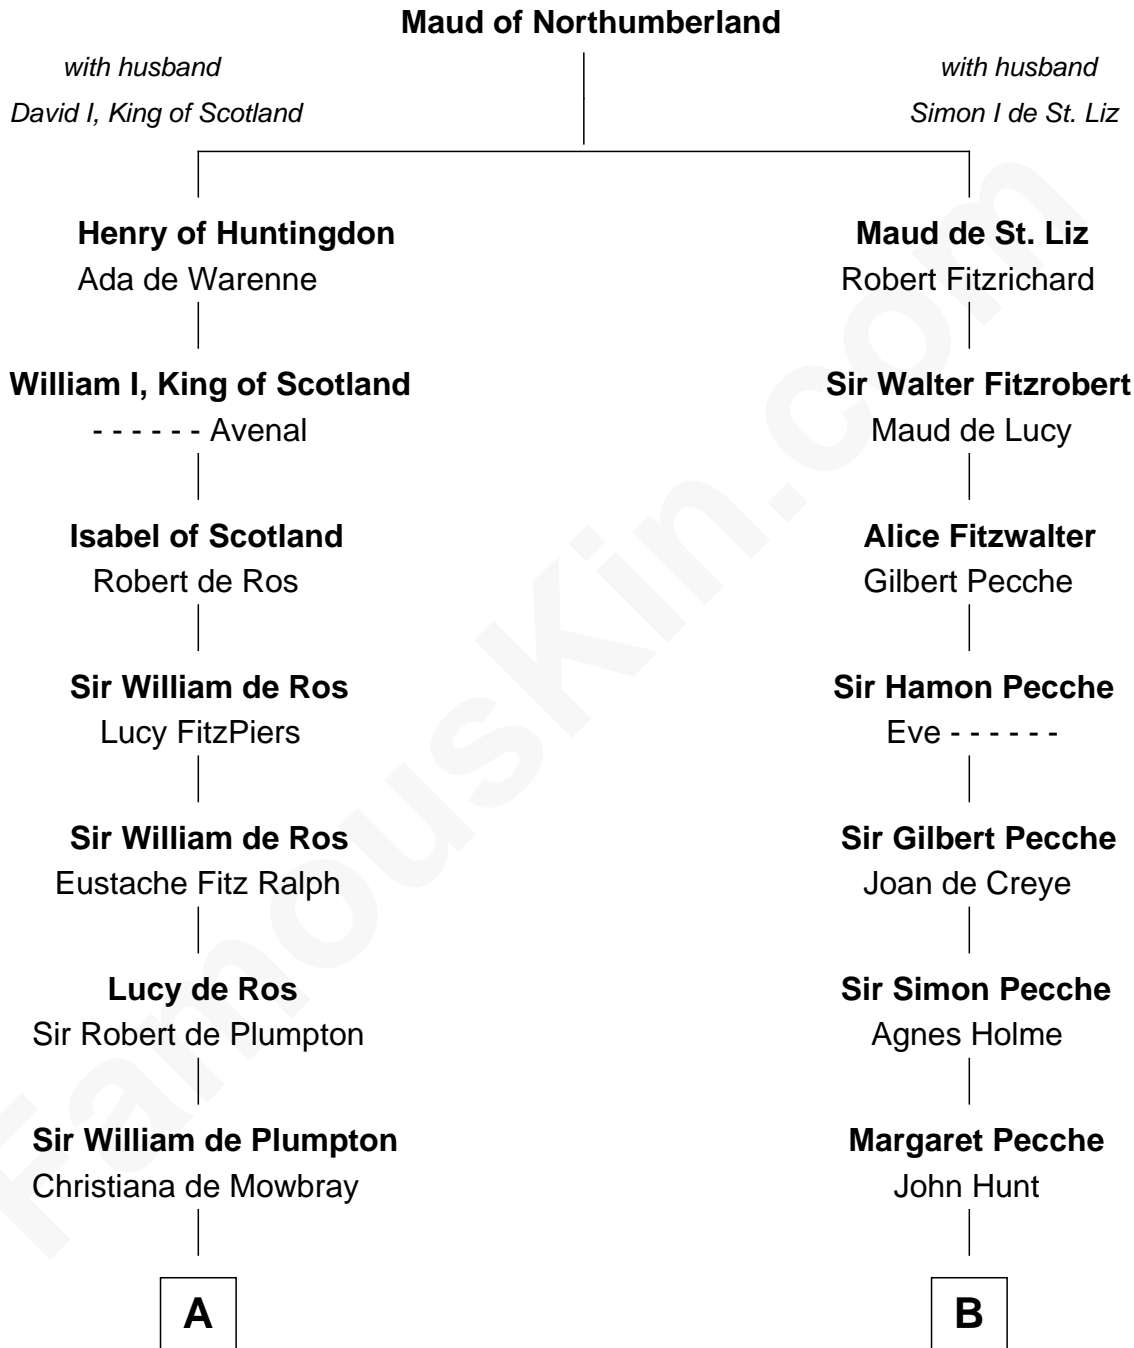 Maud of Northumberland
with husband
David I, King of Scotland
with husband
Simon I de St. Liz
Henry of Huntingdon
Ada de Warenne
Maud de St. Liz
Robert Fitzrichard
William I, King of Scotland
- - - - - - Avenal
Sir Walter Fitzrobert
Maud de Lucy
Isabel of Scotland
Robert de Ros
Alice Fitzwalter
Gilbert Pecche
Sir William de Ros
Lucy FitzPiers
Sir Hamon Pecche
Eve - - - - - -
Sir William de Ros
Eustache Fitz Ralph
Sir Gilbert Pecche
Joan de Creye
Lucy de Ros
Sir Robert de Plumpton
Sir Simon Pecche
Agnes Holme
Sir William de Plumpton
Christiana de Mowbray
Margaret Pecche
John Hunt
A
B
FamousKin.com